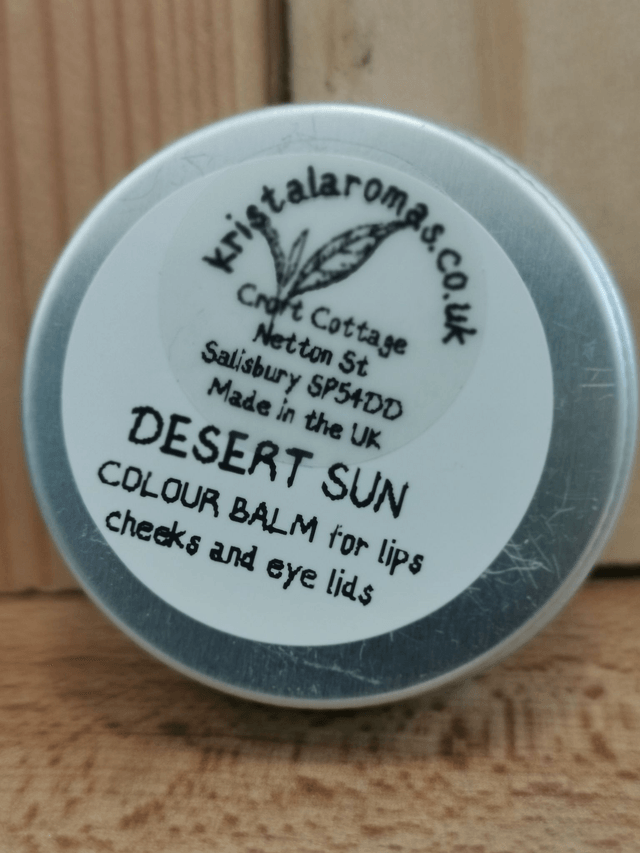 kristalaromas.co.uk
Croft Cottage
Netton St
Salisbury SP54DD
Made in the UK
DESERT SUN
COLOUR BALM for lips
cheeks and eye lids